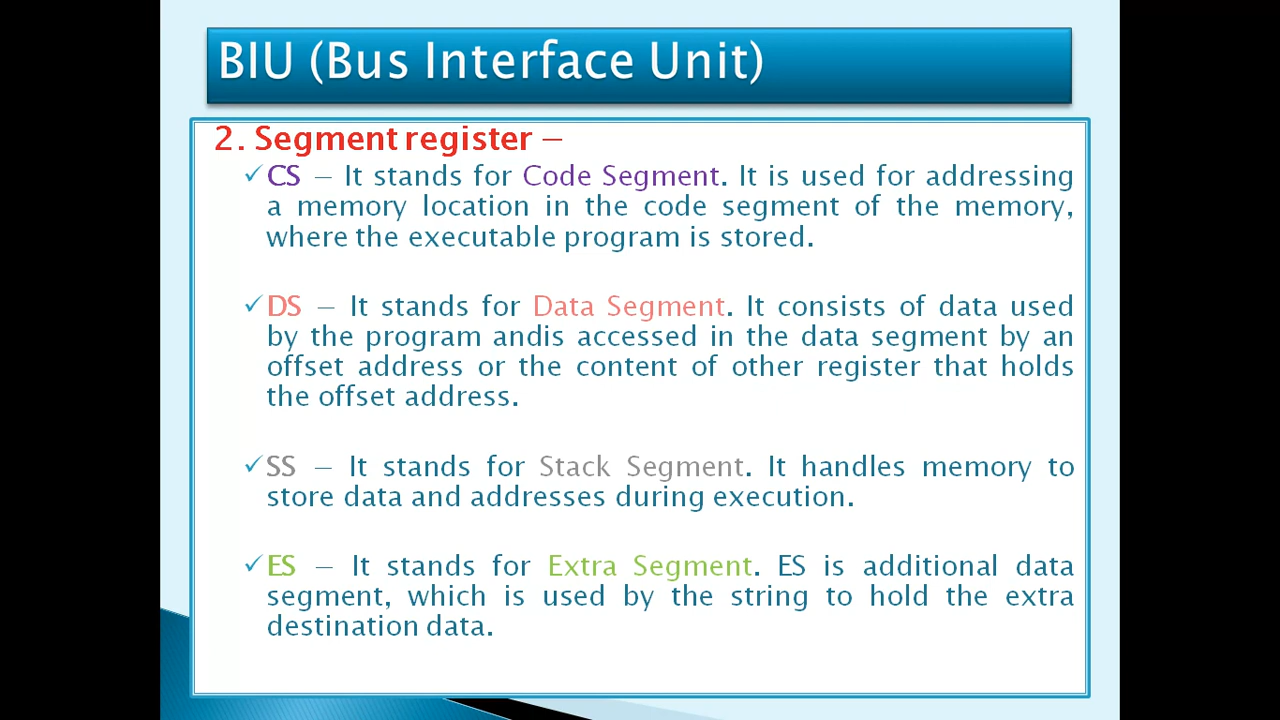 BIU (Bus Interface Unit)
2. Segment register –
✓ CS – It stands for Code Segment. It is used for addressing
a memory location in the code segment of the memory,
where the executable program is stored.
✓ DS – It stands for Data Segment. It consists of data used
by the program andis accessed in the data segment by an
offset address or the content of other register that holds
the offset address.
✓ SS – It stands for Stack Segment. It handles memory to
store data and addresses during execution.
✓ ES – It stands for Extra Segment. ES is additional data
segment, which is used by the string to hold the extra
destination data.